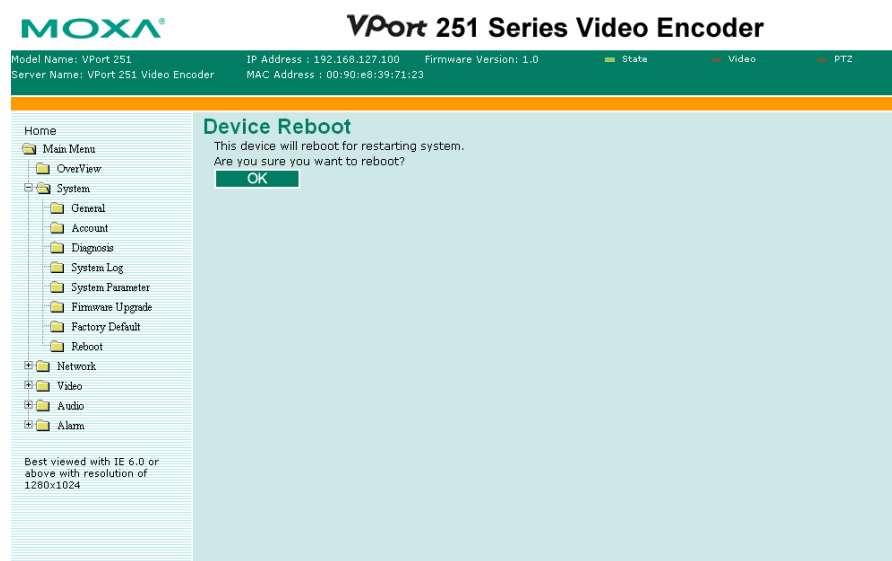 MOXA®
VPort 251 Series Video Encoder
Model Name: VPort 251 IP Address : 192.168.127.100 Firmware Version: 1.0 State Video PTZ
Server Name: VPort 251 Video Encoder MAC Address : 00:90:e8:39:71:23
Home
Main Menu
OverView
System
General
Account
Diagnosis
System Log
System Parameter
Firmware Upgrade
Factory Default
Reboot
Network
Video
Audio
Alarm
Best viewed with IE 6.0 or
above with resolution of
1280x1024
Device Reboot
This device will reboot for restarting system.
Are you sure you want to reboot?
OK